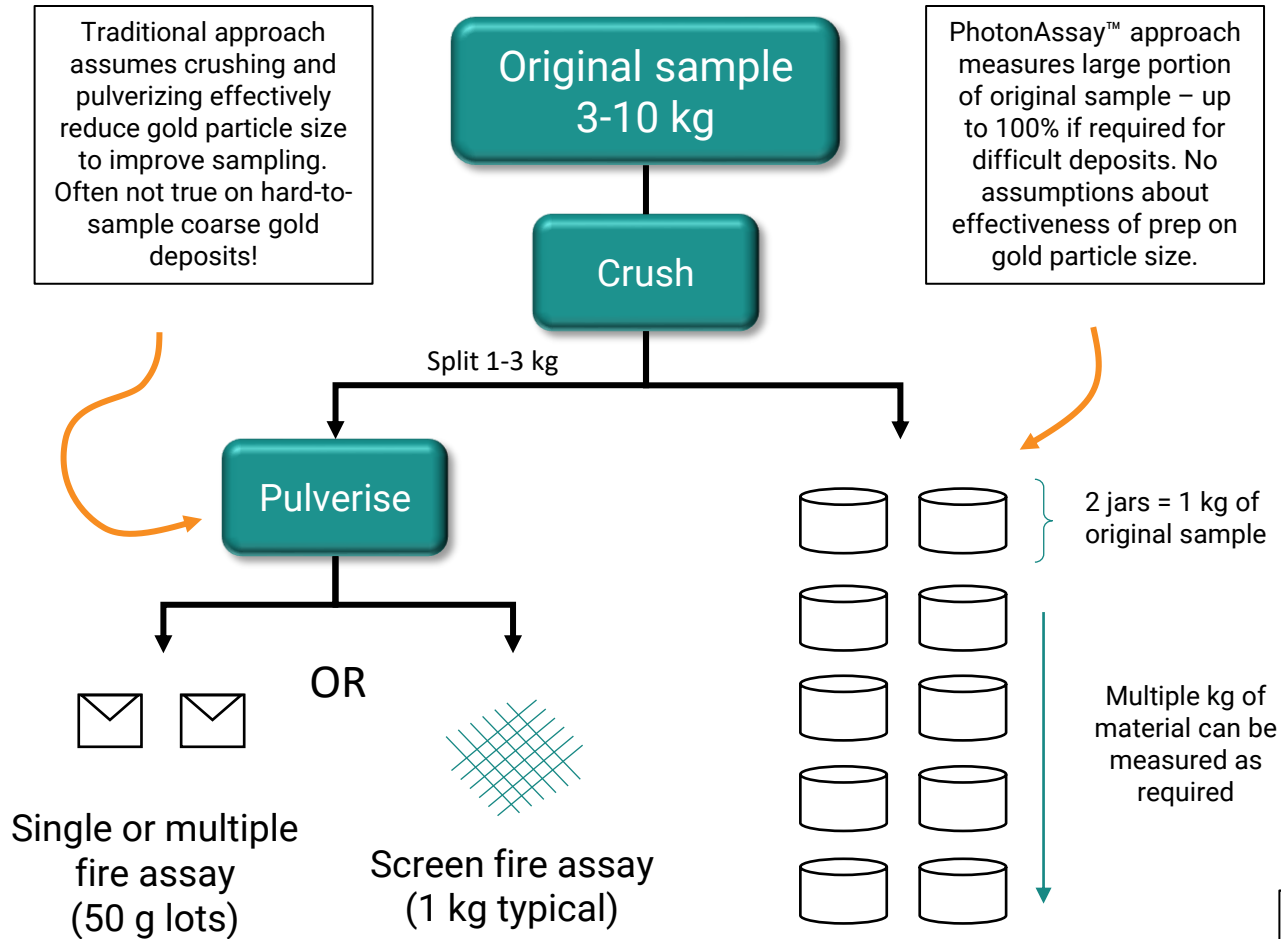 Traditional approach
assumes crushing and
pulverizing effectively
reduce gold particle size
to improve sampling.
Often not true on hard-to-
sample coarse gold
deposits!
Original sample
3-10 kg
PhotonAssay™ approach
measures large portion
of original sample – up
to 100% if required for
difficult deposits. No
assumptions about
effectiveness of prep on
gold particle size.
Crush
Split 1-3 kg
Pulverise
2 jars = 1 kg of
original sample
OR
Multiple kg of
material can be
measured as
required
Single or multiple
fire assay
(50 g lots)
Screen fire assay
(1 kg typical)